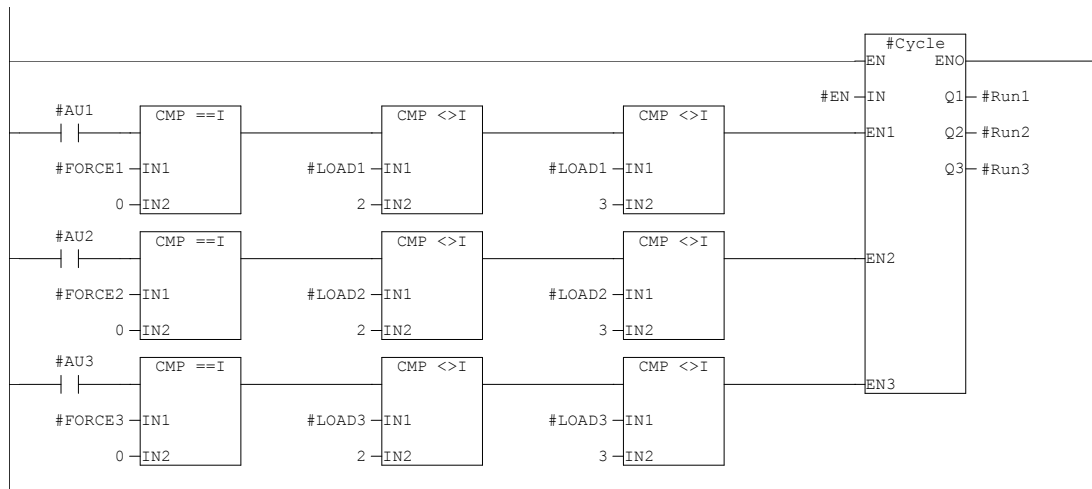 #Cycle
EN ENO
#EN IN Q1 #Run1
#AU1 CMP ==I CMP <>I CMP <>I
EN1 Q2 #Run2
#FORCE1 IN1 #LOAD1 IN1 #LOAD1 IN1 Q3 #Run3
0 IN2 2 IN2 3 IN2
#AU2 CMP ==I CMP <>I CMP <>I
EN2
#FORCE2 IN1 #LOAD2 IN1 #LOAD2 IN1
0 IN2 2 IN2 3 IN2
#AU3 CMP ==I CMP <>I CMP <>I
EN3
#FORCE3 IN1 #LOAD3 IN1 #LOAD3 IN1
0 IN2 2 IN2 3 IN2